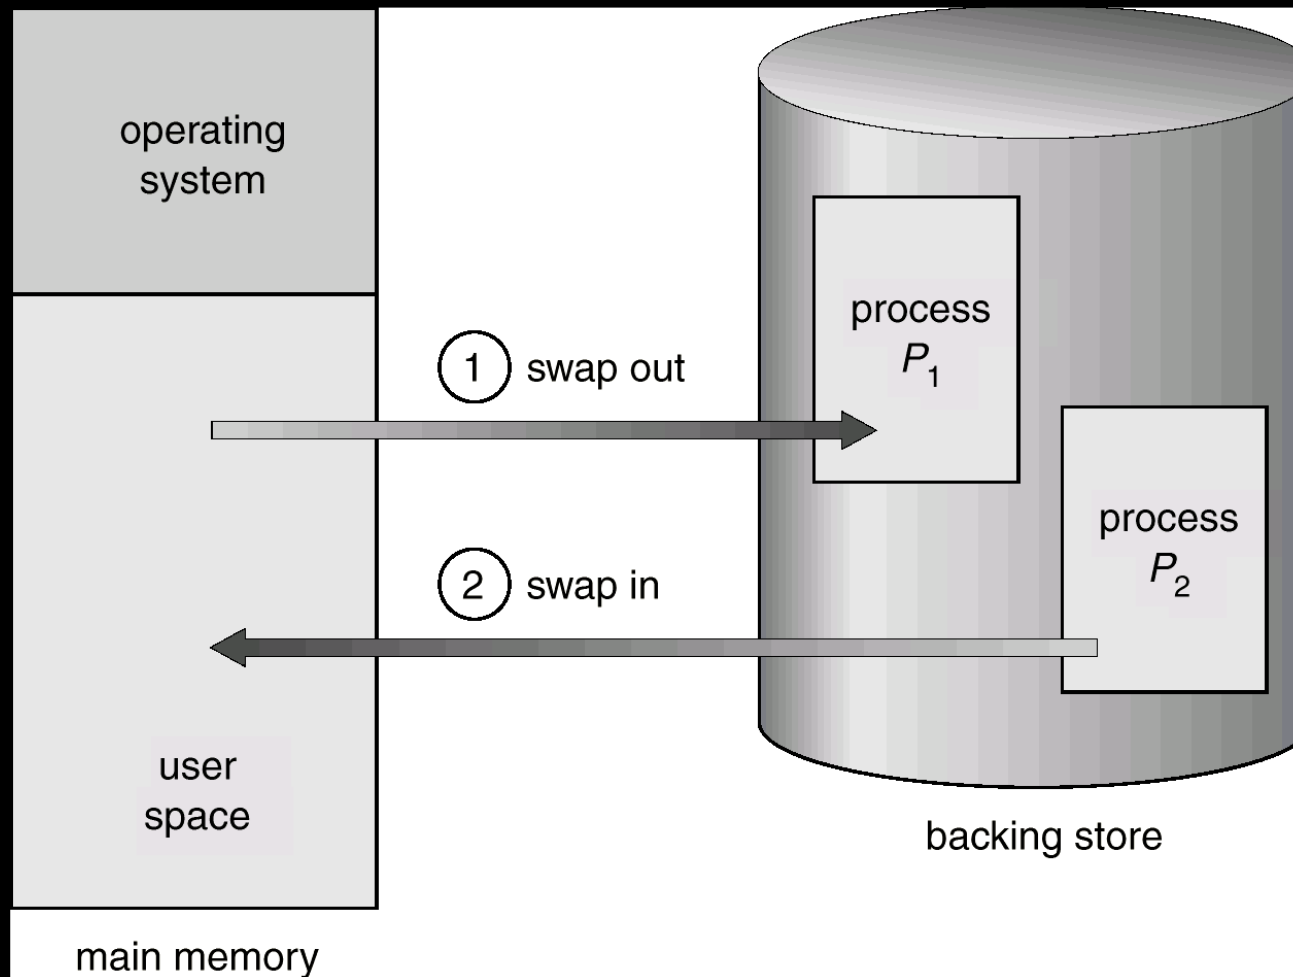 operating
system
1 swap out
process
P1
2 swap in
process
P2
user
space
backing store
main memory